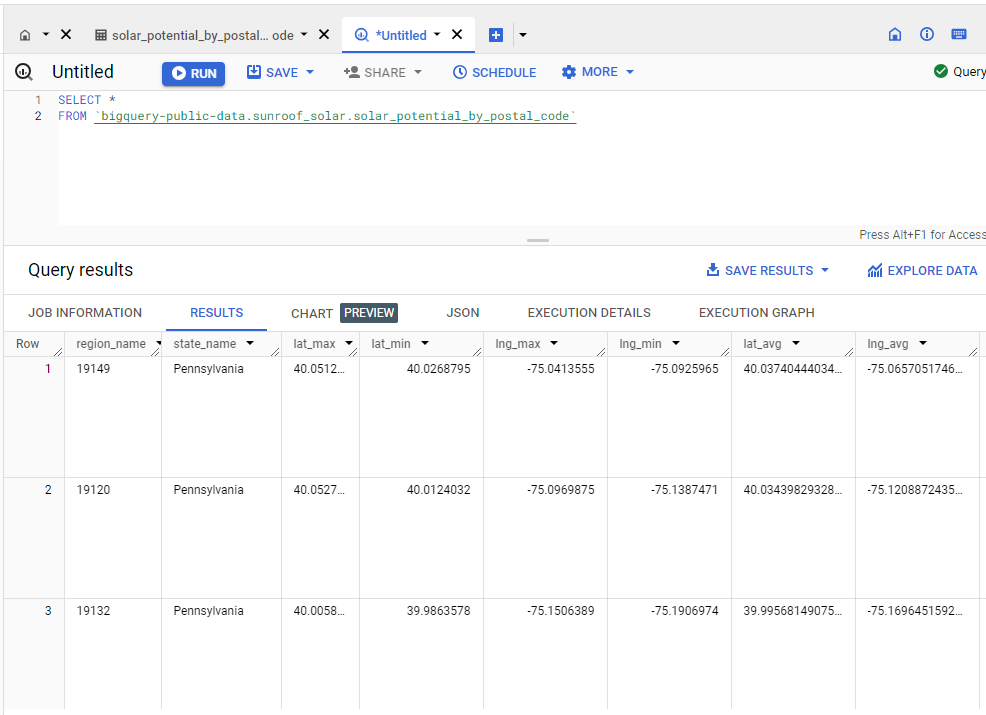 solar_potential_by_postal... ode *Untitled
Untitled RUN SAVE SHARE SCHEDULE MORE Query
1 SELECT *
2 FROM `bigquery-public-data.sunroof_solar.solar_potential_by_postal_code`
Press Alt+F1 for Access
Query results SAVE RESULTS EXPLORE DATA
JOB INFORMATION RESULTS CHART PREVIEW JSON EXECUTION DETAILS EXECUTION GRAPH
Row region_name state_name lat_max lat_min lng_max lng_min lat_avg lng_avg
1 19149 Pennsylvania 40.0512... 40.0268795 -75.0413555 -75.0925965 40.03740444034... -75.0657051746...
2 19120 Pennsylvania 40.0527... 40.0124032 -75.0969875 -75.1387471 40.03439829328... -75.1208872435...
3 19132 Pennsylvania 40.0058... 39.9863578 -75.1506389 -75.1906974 39.99568149075... -75.1696451592...